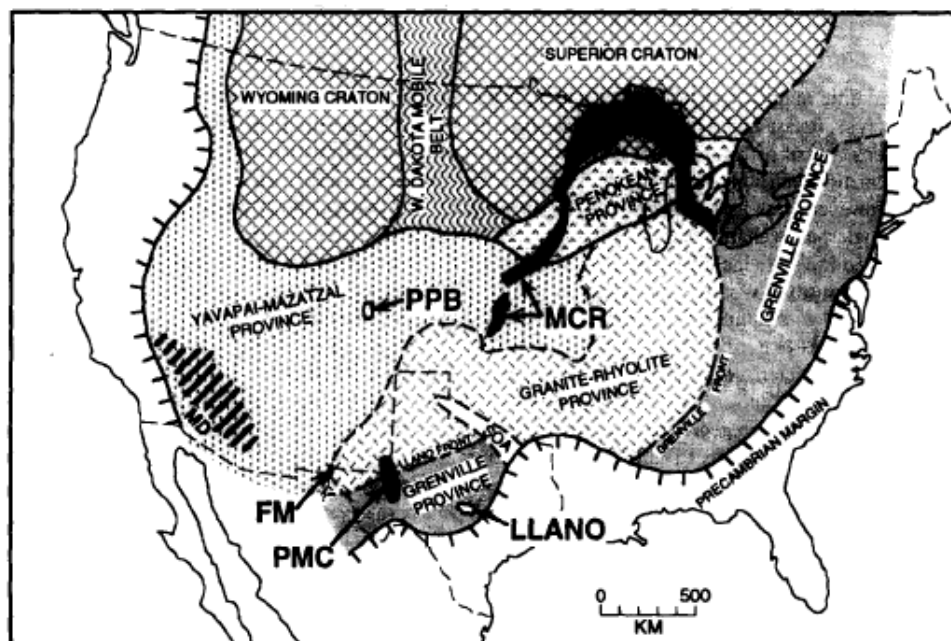 SUPERIOR CRATON
WYOMING CRATON
W. DAKOTA MOBILE
BELT
PENOKEAN
PROVINCE
GRENVILLE PROVINCE
YAVAPAI-MAZATZAL
PROVINCE
PPB
MCR
GRANITE-RHYOLITE
PROVINCE
MD
GRENVILLE
FRONT
PRECAMBRIAN MARGIN
LLANO FRONT
GRENVILLE
PROVINCE
FM
PMC
LLANO
0 500
KM